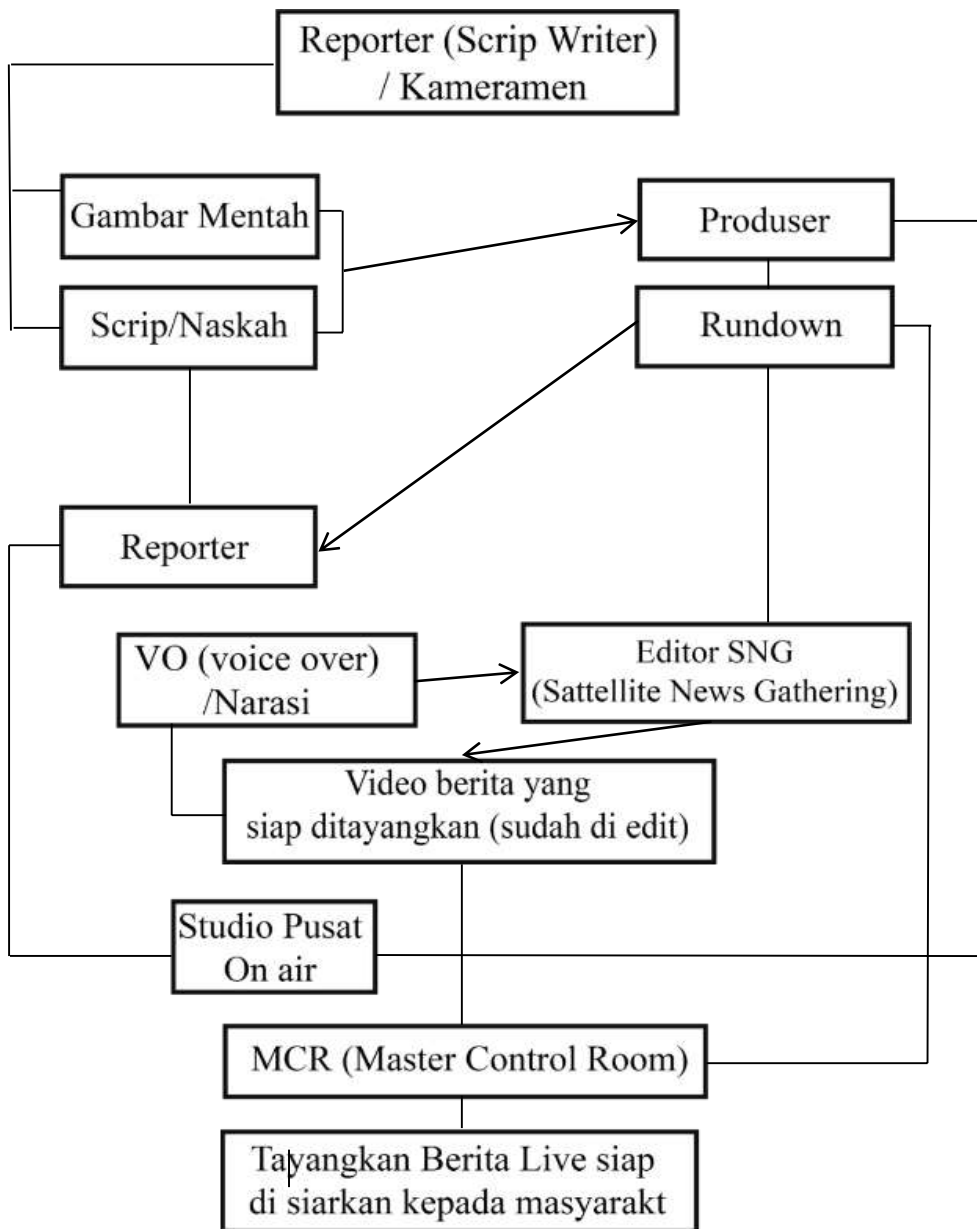 Reporter (Scrip Writer)
/ Kameramen
Gambar Mentah
Produser
Scrip/Naskah
Rundown
Reporter
VO (voice over)
/Narasi
Editor SNG
(Sattellite News Gathering)
Video berita yang
siap ditayangkan (sudah di edit)
Studio Pusat
On air
MCR (Master Control Room)
Tayangkan Berita Live siap
di siarkan kepada masyarakt